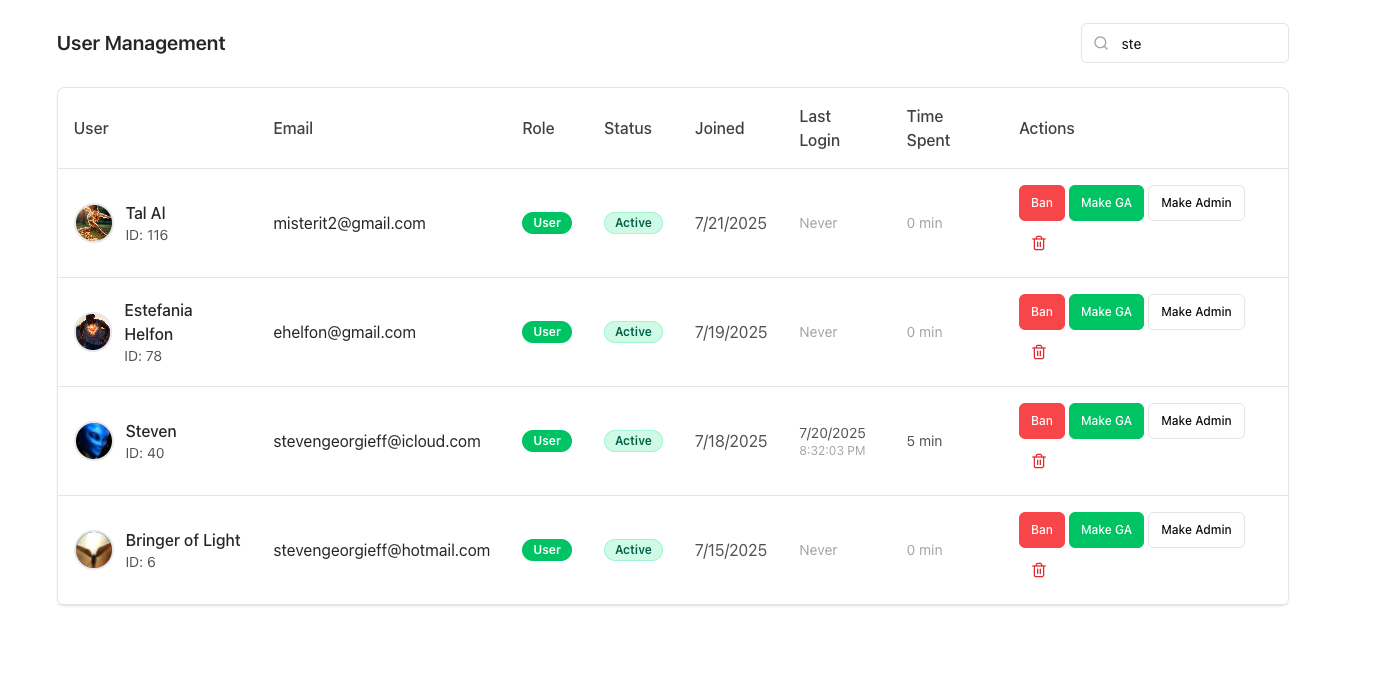 User Management
ste
User Email Role Status Joined Last Login Time Spent Actions
Tal Al
ID: 116
misterit2@gmail.com User Active 7/21/2025 Never 0 min Ban Make GA Make Admin
Estefania
Helfon
ID: 78
ehelfon@gmail.com User Active 7/19/2025 Never 0 min Ban Make GA Make Admin
Steven
ID: 40
stevengeorgieff@icloud.com User Active 7/18/2025 7/20/2025
8:32:03 PM
5 min Ban Make GA Make Admin
Bringer of Light
ID: 6
stevengeorgieff@hotmail.com User Active 7/15/2025 Never 0 min Ban Make GA Make Admin